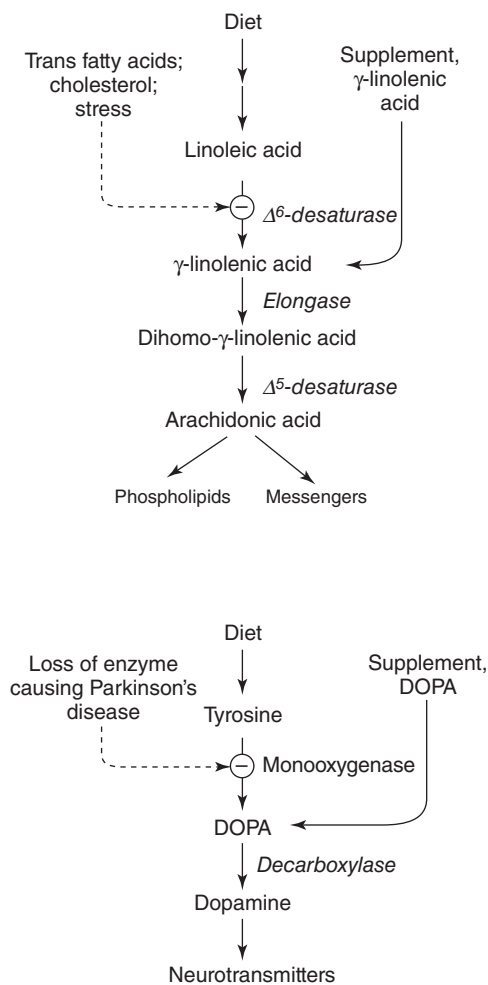 Diet
Trans fatty acids;
cholesterol;
stress
Supplement,
γ-linolenic
acid
Linoleic acid
−
Δ⁶-desaturase
γ-linolenic acid
Elongase
Dihomo-γ-linolenic acid
Δ⁵-desaturase
Arachidonic acid
Phospholipids
Messengers
Diet
Loss of enzyme
causing Parkinson's
disease
Supplement,
DOPA
Tyrosine
−
Monooxygenase
DOPA
Decarboxylase
Dopamine
Neurotransmitters